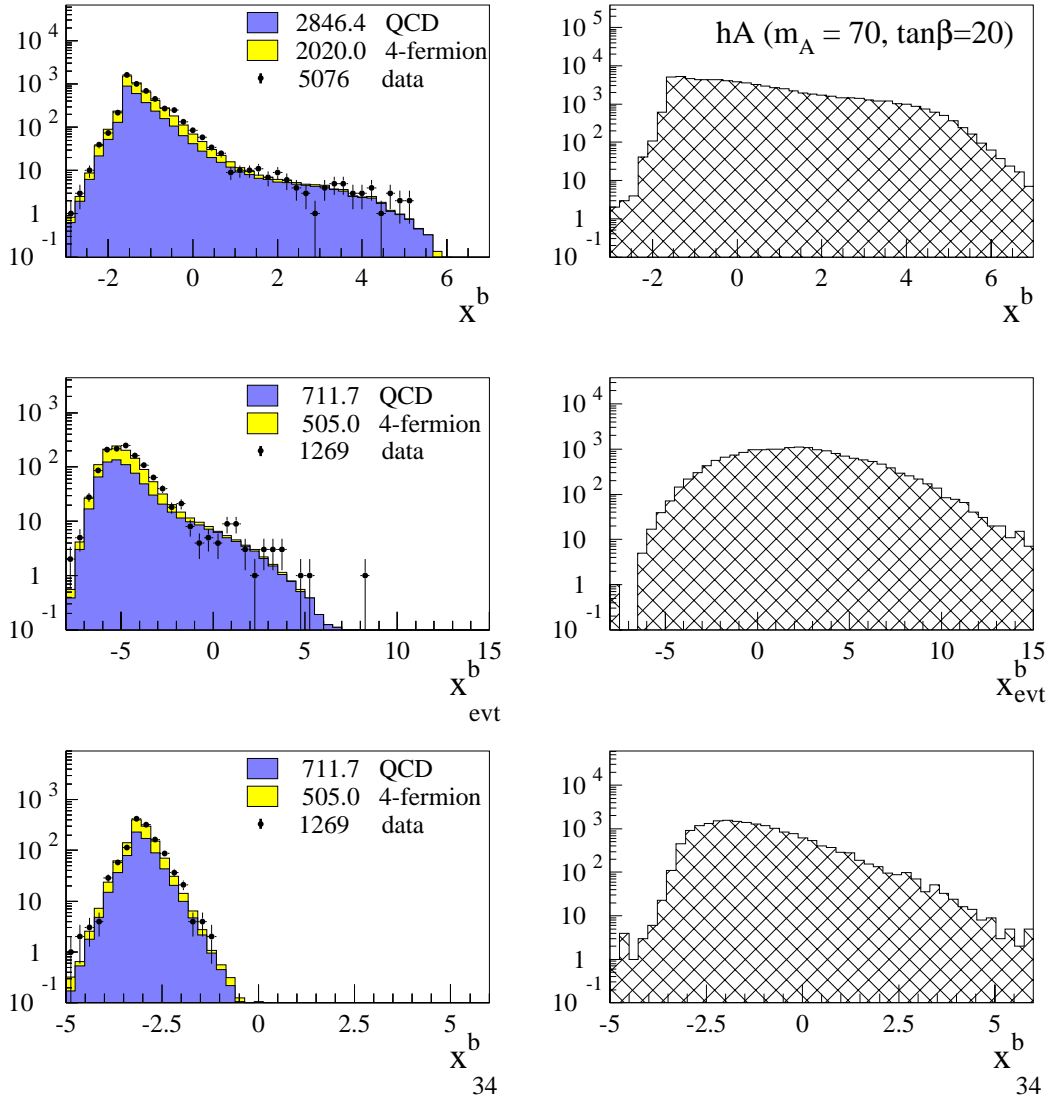 10^4
10^3
10^2
10
1
10^-1
2846.4 QCD
2020.0 4-fermion
5076 data
-2 0 2 4 6
x^b
hA (m_A = 70, tanβ=20)
10^5
10^4
10^3
10^2
10
1
10^-1
-2 0 2 4 6
x^b
10^3
10^2
10
1
10^-1
711.7 QCD
505.0 4-fermion
1269 data
-5 0 5 10 15
x^b_evt
10^4
10^3
10^2
10
1
10^-1
-5 0 5 10 15
x^b_evt
10^3
10^2
10
1
10^-1
711.7 QCD
505.0 4-fermion
1269 data
-5 -2.5 0 2.5 5
x^b_34
10^4
10^3
10^2
10
1
10^-1
-5 -2.5 0 2.5 5
x^b_34